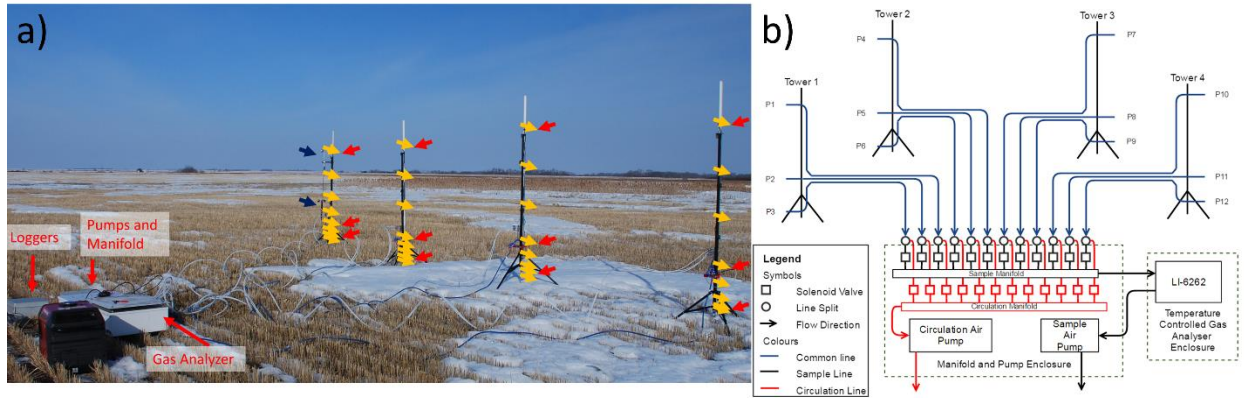 a)
Loggers
Pumps and
Manifold
Gas Analyzer
b)
Tower 2
Tower 3
P4
P7
Tower 1
Tower 4
P1
P10
P5
P8
P6
P9
P2
P11
P3
P12
Legend
Symbols
Solenoid Valve
Line Split
Flow Direction
Colours
Common line
Sample Line
Circulation Line
Sample Manifold
Circulation Manifold
Circulation Air
Pump
Sample
Air
Pump
Manifold and Pump Enclosure
LI-6262
Temperature
Controlled Gas
Analyser
Enclosure